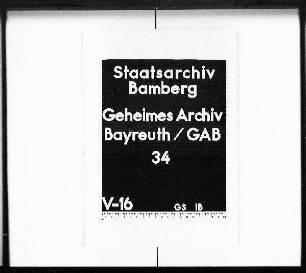 Staatsarchiv
Bamberg
Geheimes Archiv
Bayreuth / GAB
34
V-16 GS IB